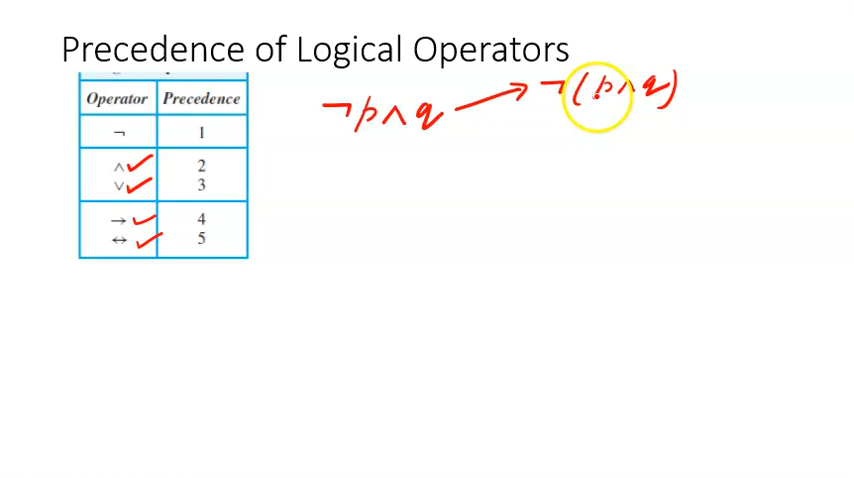 Precedence of Logical Operators
Operator Precedence
¬ 1
∧ 2
∨ 3
→ 4
↔ 5
¬p∧q → ¬(p∧q)